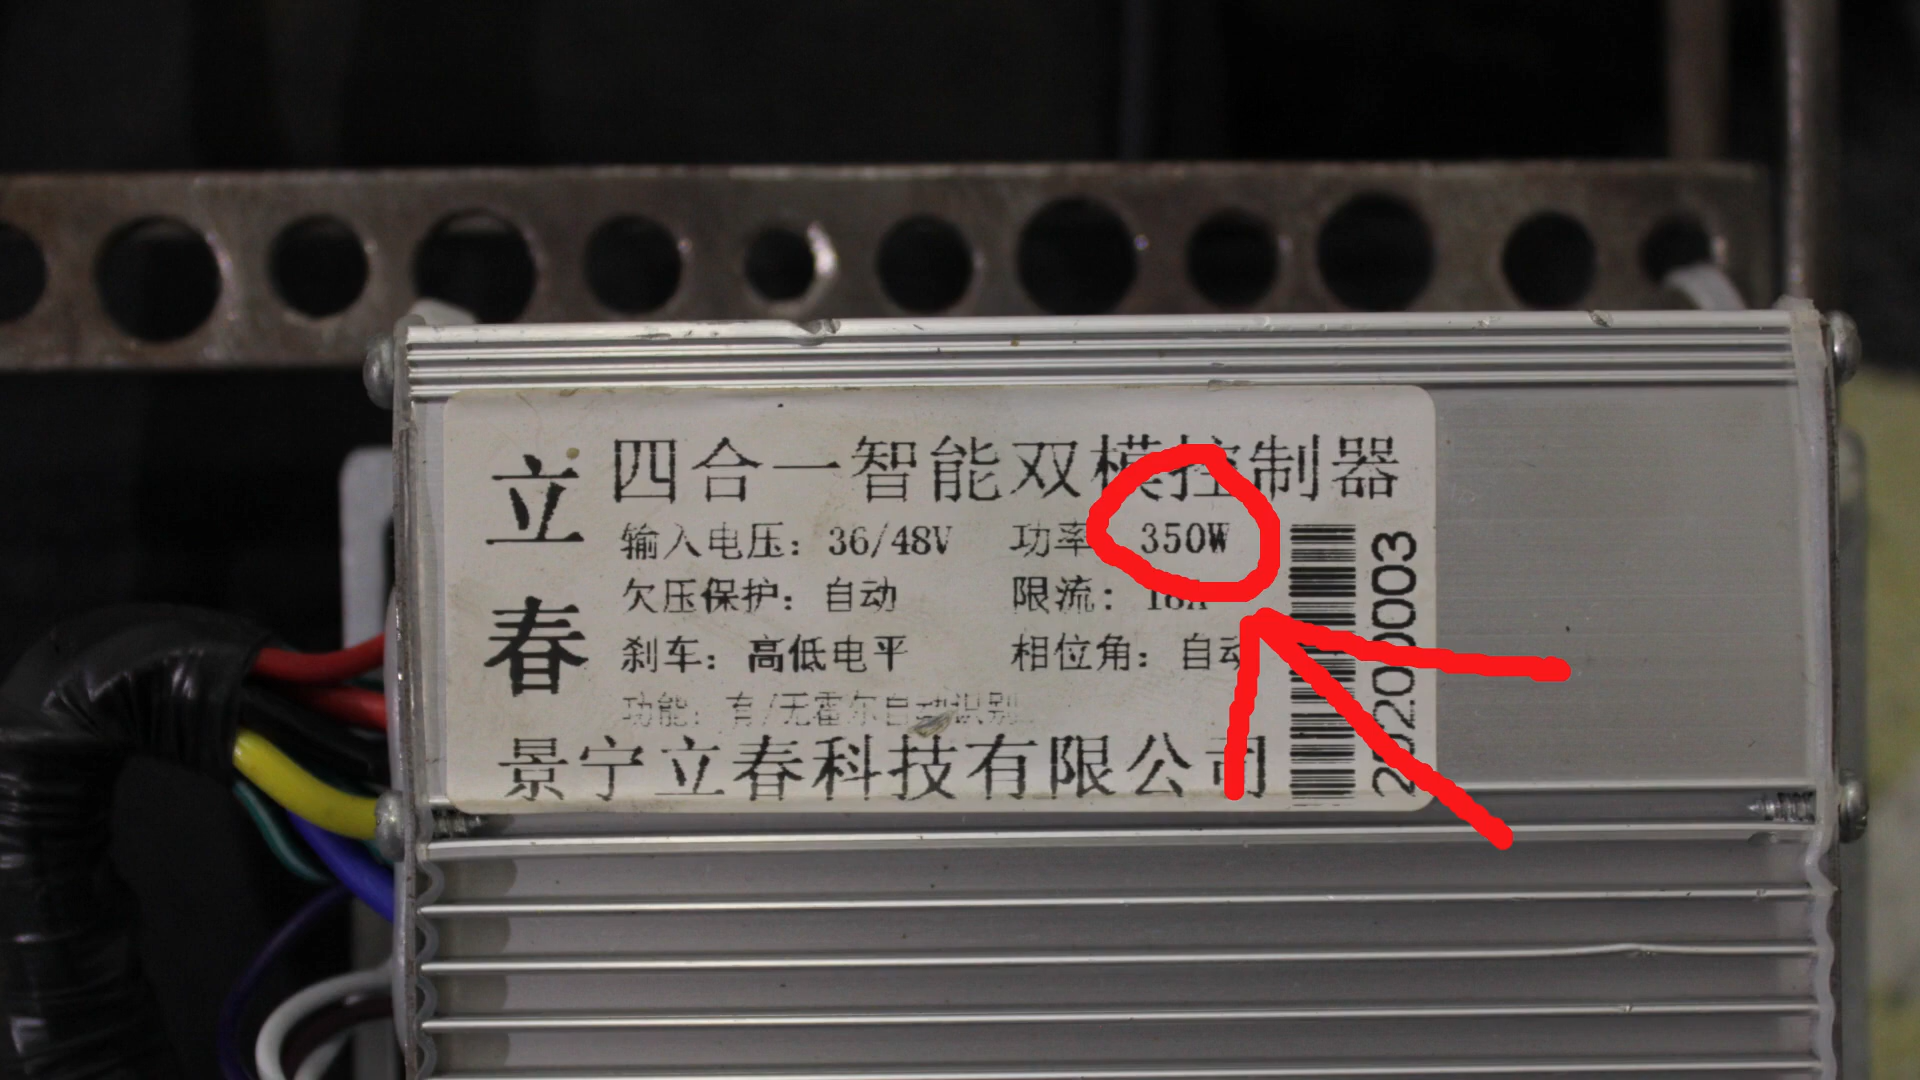 立春
四合一智能双模控制器
输入电压：36/48V 功率 350W
欠压保护：自动 限流：18A
刹车：高低电平 相位角：自动
功能：有/无霍尔自动识别
景宁立春科技有限公司